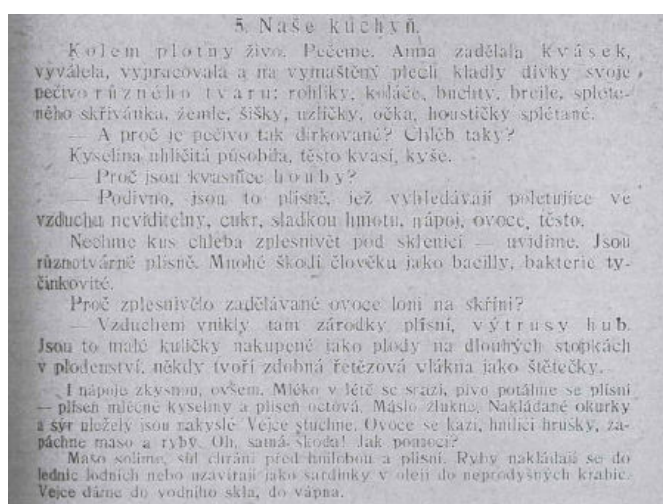 5. Naše kuchyň.
Kolem plotny živo. Pečeme. Anna zadělala kvásek,
vyválela, vypracovala a na vymaštěný plech kladly dívky svoje
pečivo různého tvaru: rohlíky, koláče, buchty, breile, splete-
ného skřivánka, žemle, šišky, uzlíčky, očka, houstičky splétané.
— A proč je pečivo tak dírkované? Chléb taky?
Kyselina uhličitá působila, těsto kvasí, kyše.
— Proč jsou kvasnice houby?
— Podivno, jsou to plísně, jež vyhledávají poletujíce ve
vzduchu neviditelny, cukr, sladkou hmotu, nápoj, ovoce, těsto.
Nechme kus chleba zplesnivět pod sklenicí — uvidíme. Jsou
různotvárné plísně. Mnohé škodí člověku jako bacilly, bakterie ty-
činkovité.
Proč zplesnivělo zadělávané ovoce loni na skříni?
— Vzduchem vnikly tam zárodky plísní, výtrusy hub.
Jsou to malé kuličky nakupené jako plody na dlouhých stopkách
v plodenství, někdy tvoří zdobná řetězová vlákna jako štětečky.
I nápoje zkysnou, ovšem. Mléko v létě se srazí, pivo potáhne se plísní
— plíseň mléčné kyseliny a plíseň octová. Máslo žlukne. Nakládané okurky
a sýr uležely jsou nakyslé. Vejce stuchne. Ovoce se kazí, hnilicí hrušky, za-
páchne maso a ryby. Oh, samá škoda! Jak pomoci?
Maso solíme, sůl chrání před hnilobou a plísní. Ryby nakládají se do
lednic lodních nebo uzavírají jako sardinky v oleji do neprodyšných krabic.
Vejce dáme do vodního skla, do vápna.